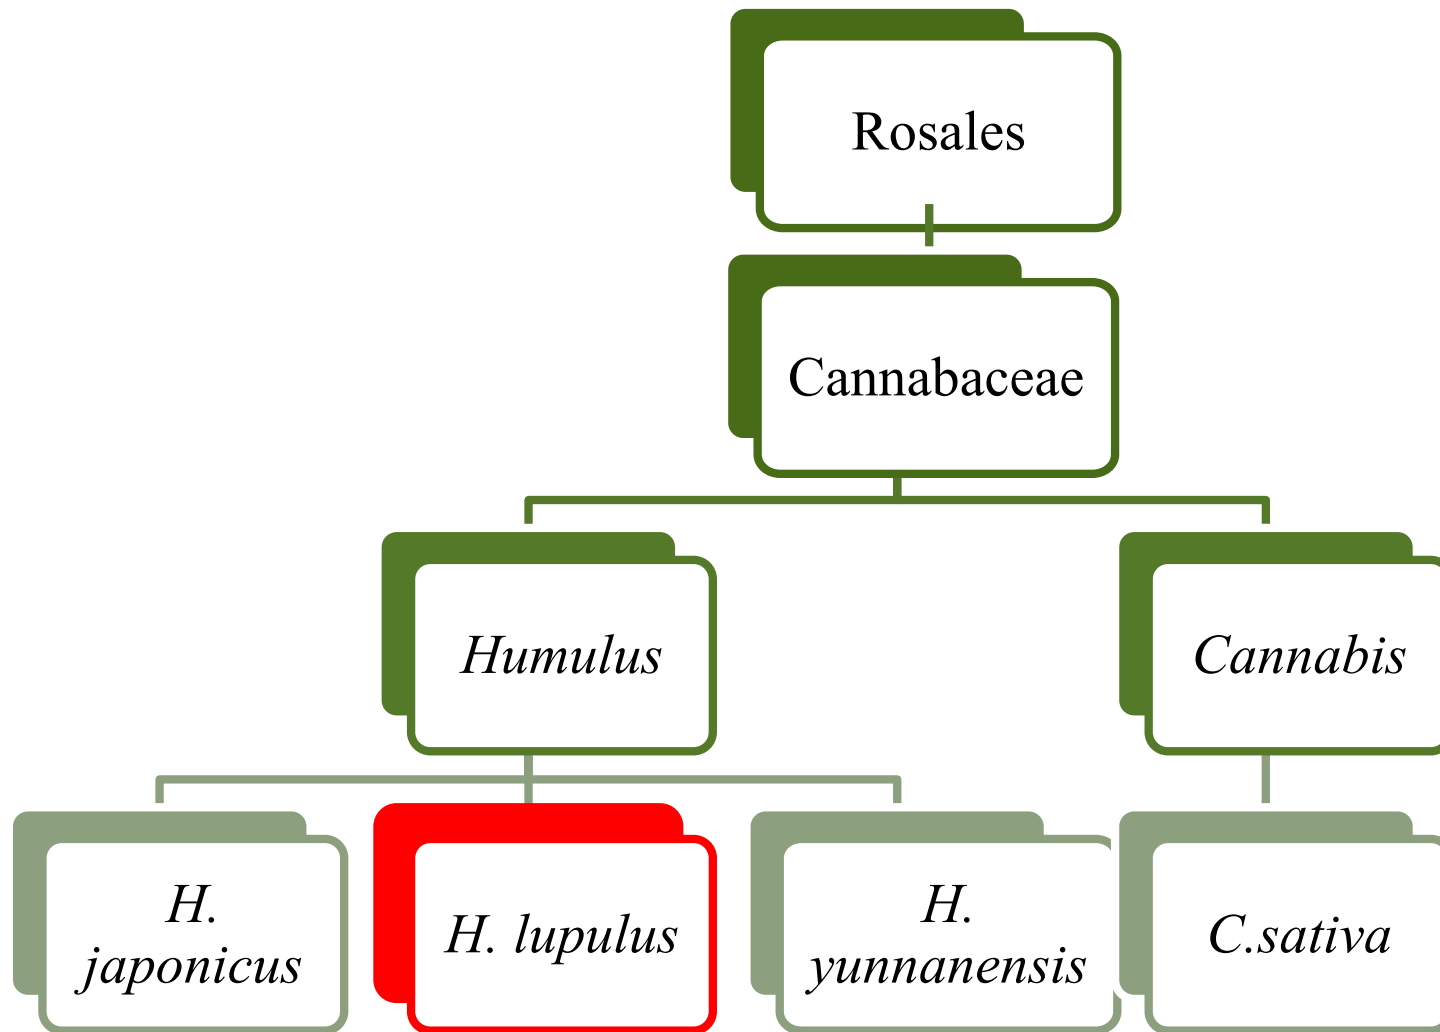 Rosales
Cannabaceae
Humulus
Cannabis
H.
japonicus
H. lupulus
H.
yunnanensis
C.sativa